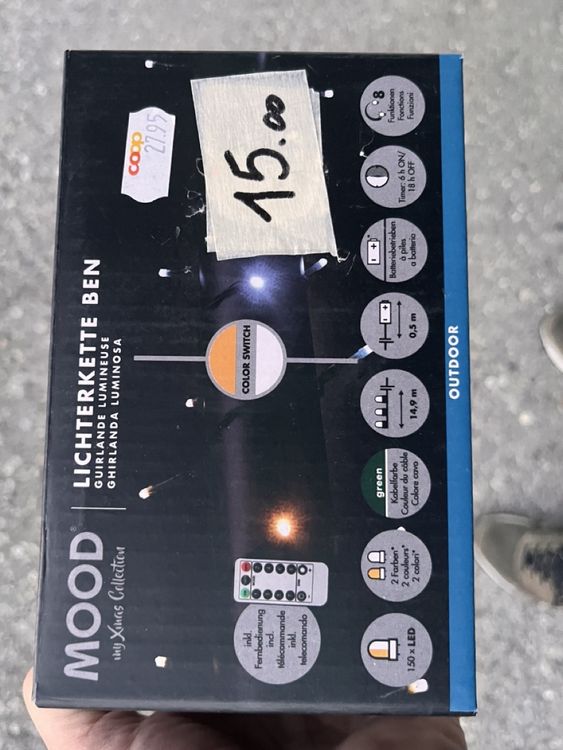 coop
27.95
15.00
MOOD®
my Xmas Collection
LICHTERKETTE BEN
GUIRLANDE LUMINEUSE
GHIRLANDA LUMINOSA
COLOR SWITCH
inkl.
Fernbedienung
incl.
télécommande
inkl.
telecomando
150 x LED
2 Farben*
2 couleurs*
2 colori*
green
Kabelfarbe
Couleur du câble
Colore cavo
14,9 m
0,5 m
Batteriebetrieben
à piles
a batteria
Timer: 6 h ON/
18 h OFF
8
Funktionen
Fonctions
Funzioni
OUTDOOR